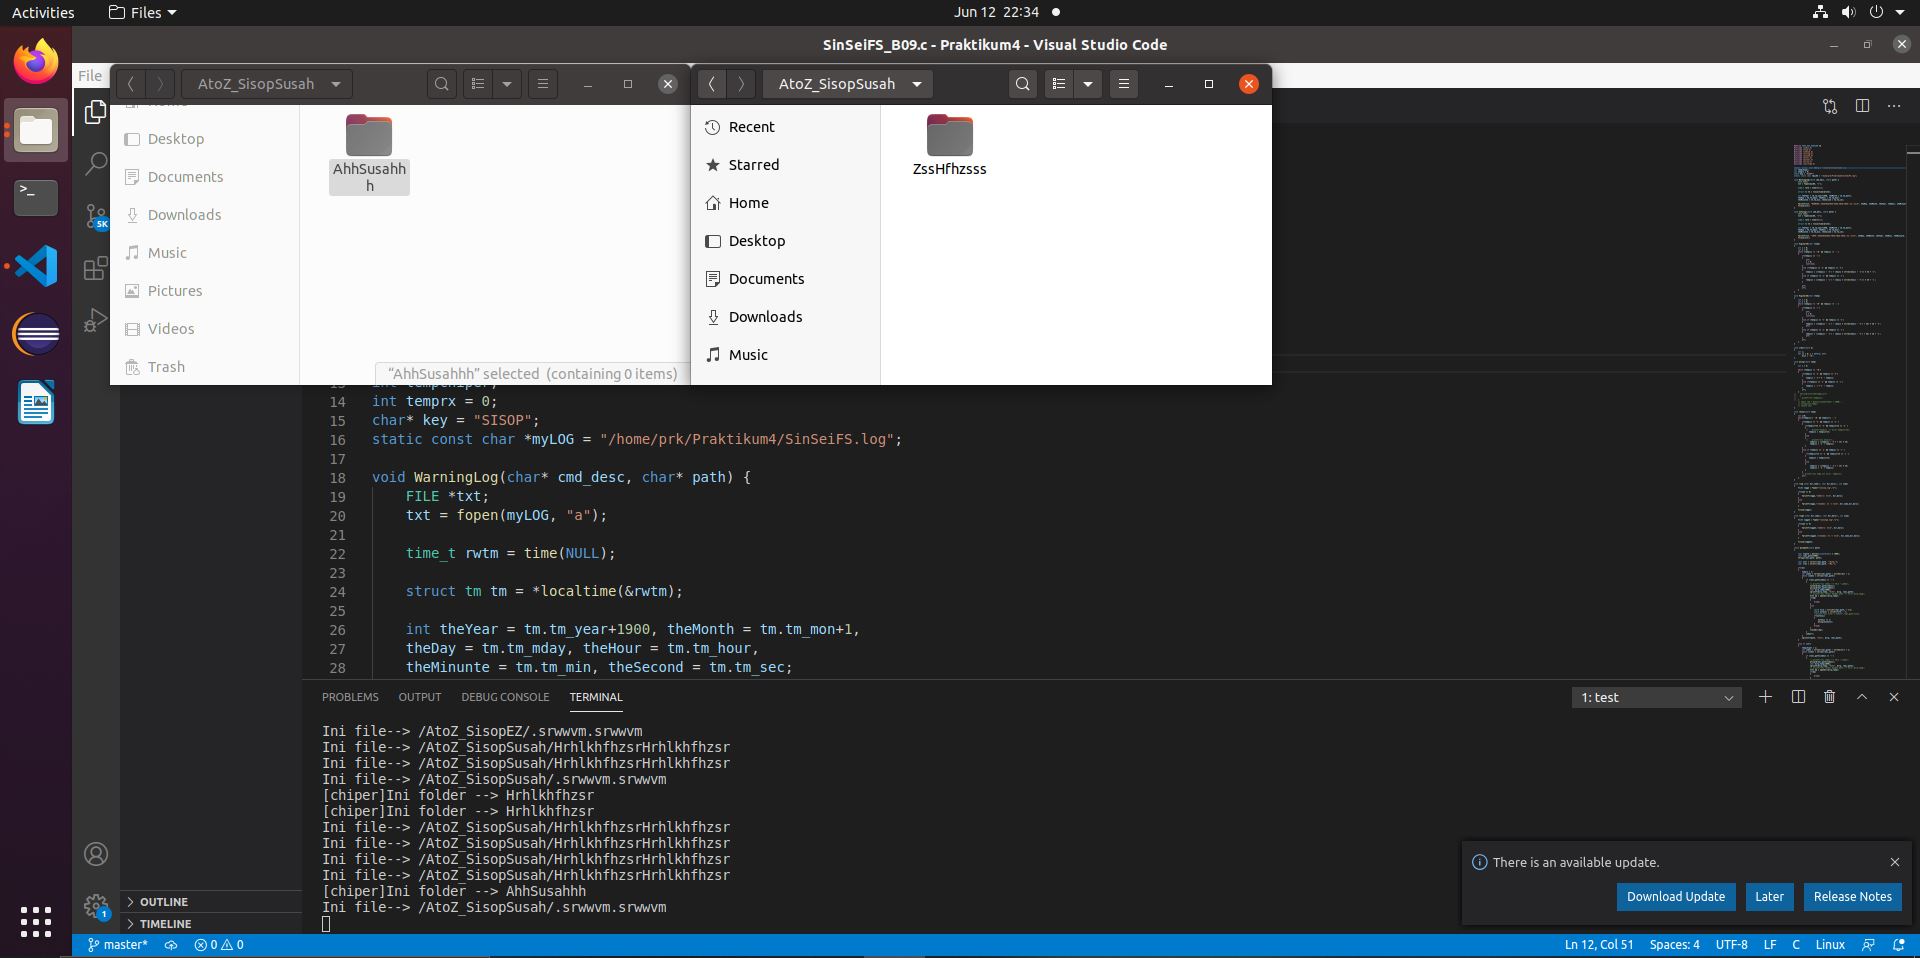 Activities
Files
Jun 12 22:34
SinSeiFS_B09.c - Praktikum4 - Visual Studio Code
File
AtoZ_SisopSusah
Desktop
Documents
Downloads
Music
Pictures
Videos
Trash
AhhSusahh
h
“AhhSusahhh” selected (containing 0 items)
AtoZ_SisopSusah
Recent
Starred
Home
Desktop
Documents
Downloads
Music
ZssHfhzsss
5K
14 int temprx = 0;
15 char* key = "SISOP";
16 static const char *myLOG = "/home/prk/Praktikum4/SinSeiFS.log";
17
18 void WarningLog(char* cmd_desc, char* path) {
19 FILE *txt;
20 txt = fopen(myLOG, "a");
21
22 time_t rwtm = time(NULL);
23
24 struct tm tm = *localtime(&rwtm);
25
26 int theYear = tm.tm_year+1900, theMonth = tm.tm_mon+1,
27 theDay = tm.tm_mday, theHour = tm.tm_hour,
28 theMinunte = tm.tm_min, theSecond = tm.tm_sec;
PROBLEMS OUTPUT DEBUG CONSOLE TERMINAL
1: test
Ini file--> /AtoZ_SisopEZ/.srwwvm.srwwvm
Ini file--> /AtoZ_SisopSusah/HrhlkhfhzsrHrhlkhfhzsr
Ini file--> /AtoZ_SisopSusah/HrhlkhfhzsrHrhlkhfhzsr
Ini file--> /AtoZ_SisopSusah/.srwwvm.srwwvm
[chiper]Ini folder --> Hrhlkhfhzsr
[chiper]Ini folder --> Hrhlkhfhzsr
Ini file--> /AtoZ_SisopSusah/HrhlkhfhzsrHrhlkhfhzsr
Ini file--> /AtoZ_SisopSusah/HrhlkhfhzsrHrhlkhfhzsr
Ini file--> /AtoZ_SisopSusah/HrhlkhfhzsrHrhlkhfhzsr
Ini file--> /AtoZ_SisopSusah/HrhlkhfhzsrHrhlkhfhzsr
[chiper]Ini folder --> AhhSusahhh
Ini file--> /AtoZ_SisopSusah/.srwwvm.srwwvm
There is an available update.
Download Update Later Release Notes
1
OUTLINE
TIMELINE
master* 0 0
Ln 12, Col 51 Spaces: 4 UTF-8 LF C Linux